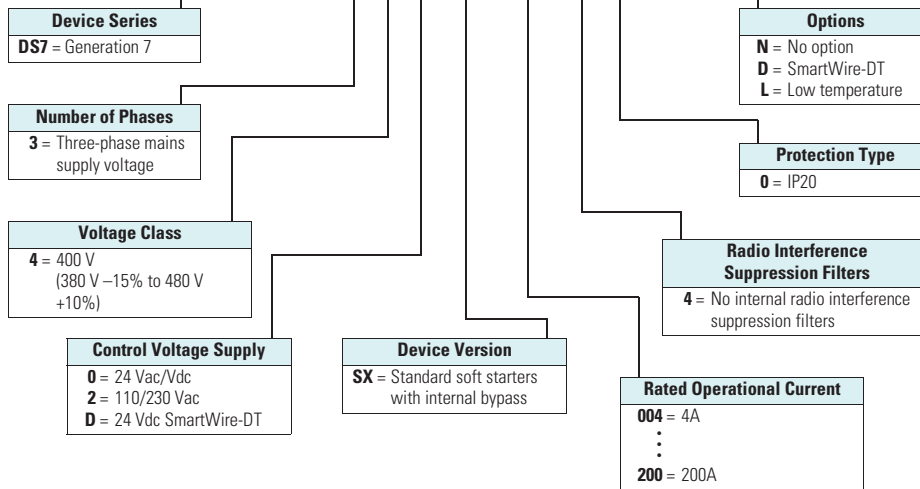 Device Series
DS7 = Generation 7
Options
N = No option
D = SmartWire-DT
L = Low temperature
Number of Phases
3 = Three-phase mains
supply voltage
Protection Type
0 = IP20
Voltage Class
4 = 400 V
(380 V –15% to 480 V
+10%)
Radio Interference
Suppression Filters
4 = No internal radio interference
suppression filters
Control Voltage Supply
0 = 24 Vac/Vdc
2 = 110/230 Vac
D = 24 Vdc SmartWire-DT
Device Version
SX = Standard soft starters
with internal bypass
Rated Operational Current
004 = 4A
200 = 200A